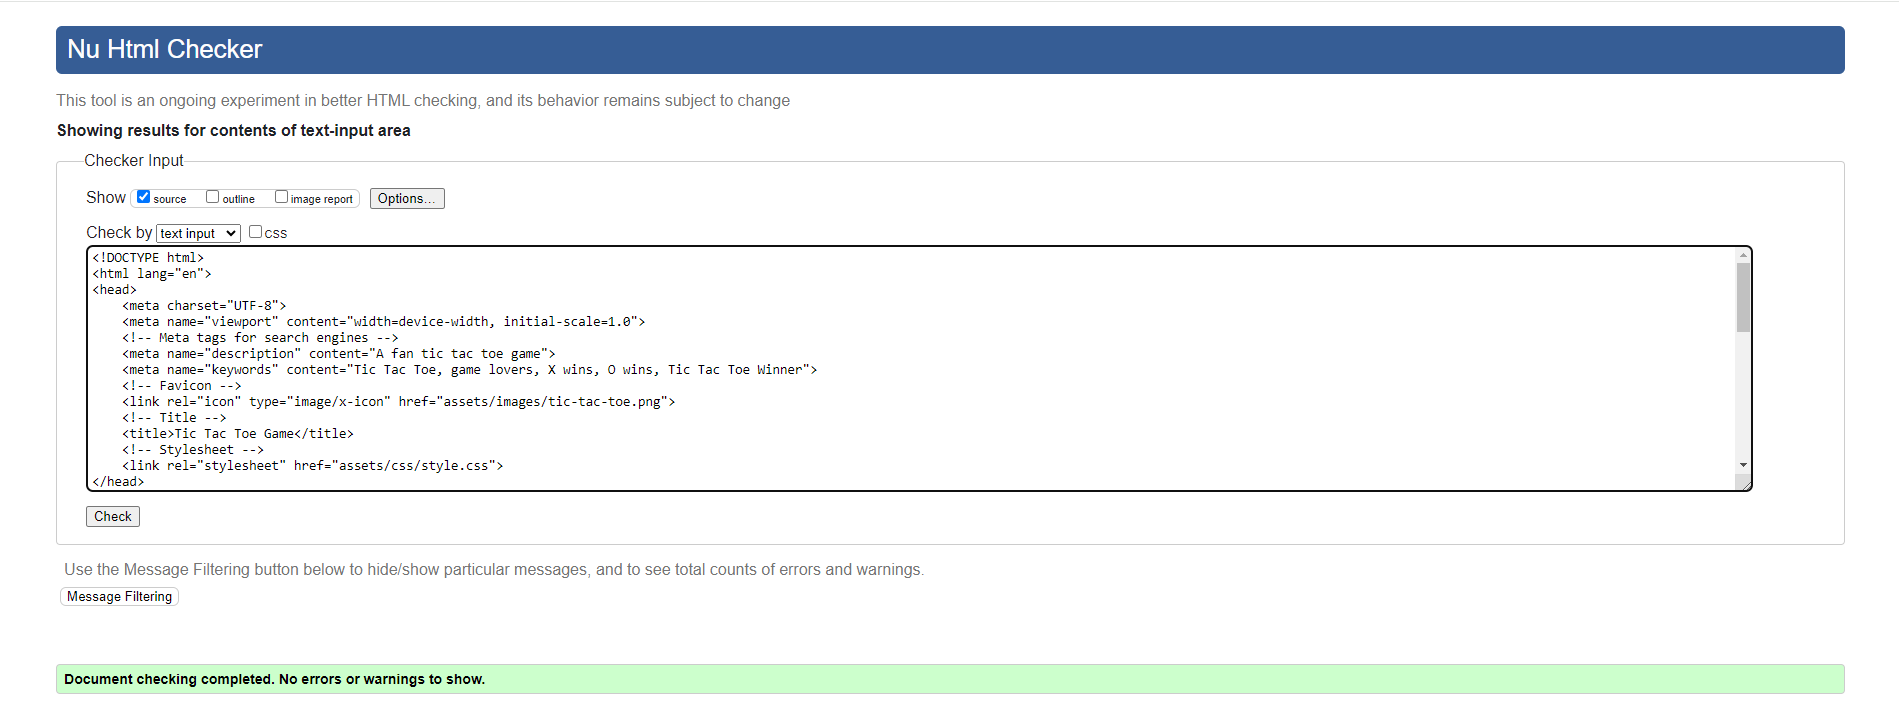 Nu Html Checker
This tool is an ongoing experiment in better HTML checking, and its behavior remains subject to change
Showing results for contents of text-input area
Checker Input
Show source outline image report Options...
Check by text input css
<!DOCTYPE html>
<html lang="en">
<head>
    <meta charset="UTF-8">
    <meta name="viewport" content="width=device-width, initial-scale=1.0">
    <!-- Meta tags for search engines -->
    <meta name="description" content="A fan tic tac toe game">
    <meta name="keywords" content="Tic Tac Toe, game lovers, X wins, O wins, Tic Tac Toe Winner">
    <!-- Favicon -->
    <link rel="icon" type="image/x-icon" href="assets/images/tic-tac-toe.png">
    <!-- Title -->
    <title>Tic Tac Toe Game</title>
    <!-- Stylesheet -->
    <link rel="stylesheet" href="assets/css/style.css">
</head>
Check
Use the Message Filtering button below to hide/show particular messages, and to see total counts of errors and warnings.
Message Filtering
Document checking completed. No errors or warnings to show.